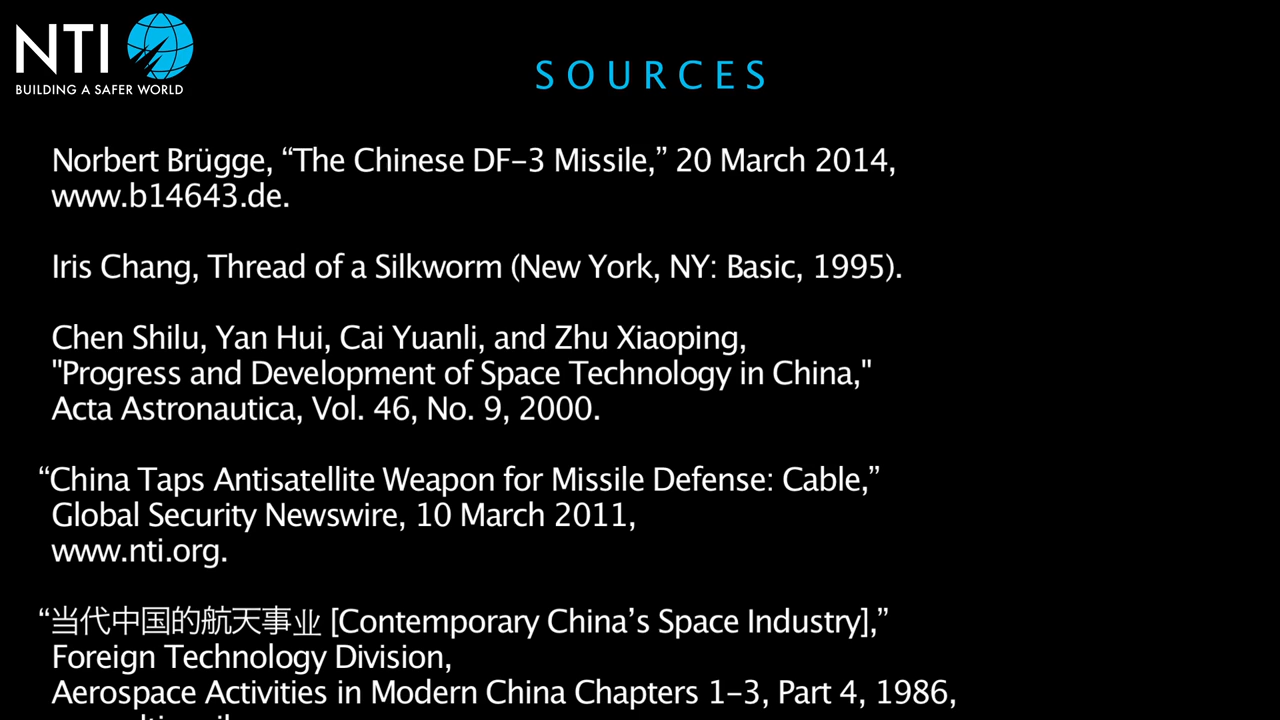 NTI
BUILDING A SAFER WORLD
SOURCES
Norbert Brügge, “The Chinese DF-3 Missile,” 20 March 2014,
www.b14643.de.
Iris Chang, Thread of a Silkworm (New York, NY: Basic, 1995).
Chen Shilu, Yan Hui, Cai Yuanli, and Zhu Xiaoping,
"Progress and Development of Space Technology in China,"
Acta Astronautica, Vol. 46, No. 9, 2000.
“China Taps Antisatellite Weapon for Missile Defense: Cable,”
Global Security Newswire, 10 March 2011,
www.nti.org.
“当代中国的航天事业 [Contemporary China’s Space Industry],”
Foreign Technology Division,
Aerospace Activities in Modern China Chapters 1-3, Part 4, 1986,